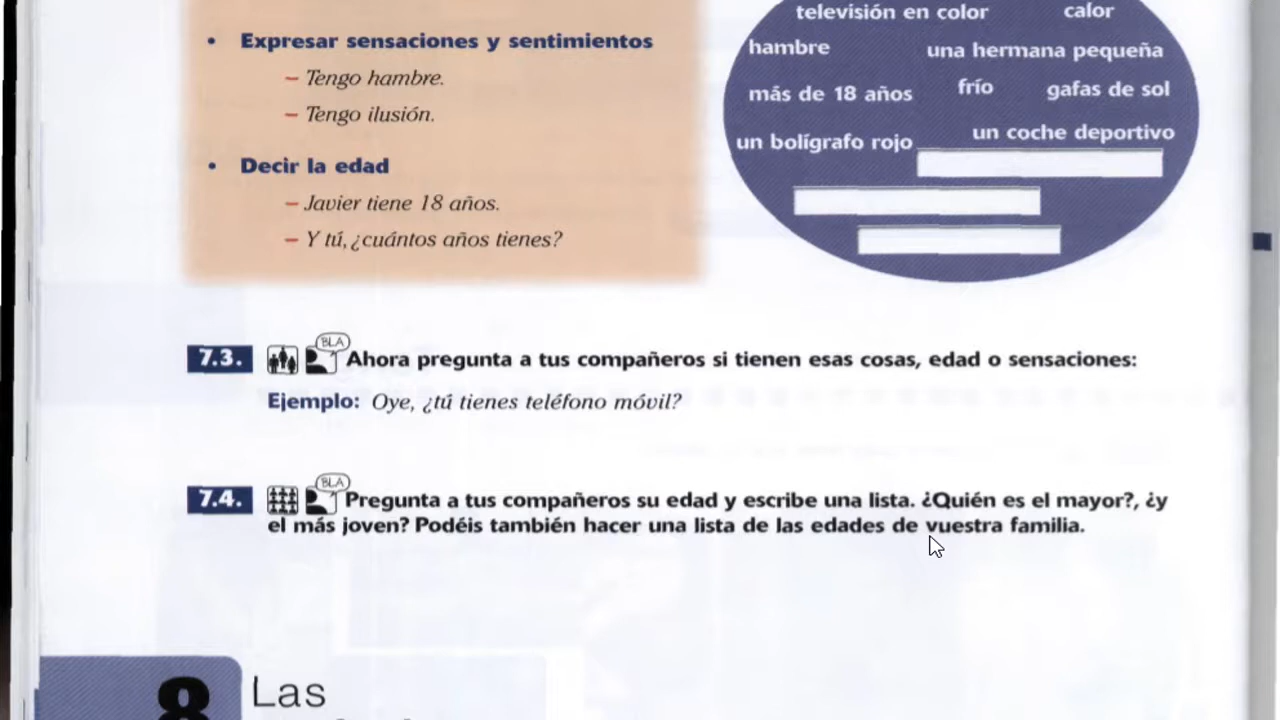 • Expresar sensaciones y sentimientos
– Tengo hambre.
– Tengo ilusión.
• Decir la edad
– Javier tiene 18 años.
– Y tú, ¿cuántos años tienes?
televisión en color calor
hambre una hermana pequeña
más de 18 años frío gafas de sol
un bolígrafo rojo un coche deportivo
7.3. BLA Ahora pregunta a tus compañeros si tienen esas cosas, edad o sensaciones:
Ejemplo: Oye, ¿tú tienes teléfono móvil?
7.4. BLA Pregunta a tus compañeros su edad y escribe una lista. ¿Quién es el mayor?, ¿y
el más joven? Podéis también hacer una lista de las edades de vuestra familia.
8 Las